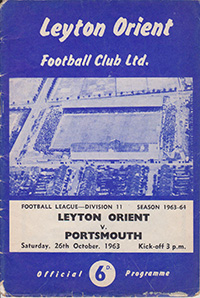 Leyton Orient
Football Club Ltd.
FOOTBALL LEAGUE—DIVISION 11 SEASON 1963-64
LEYTON ORIENT
v.
PORTSMOUTH
Saturday, 26th October, 1963 Kick-off 3 p.m.
Official 6D. Programme